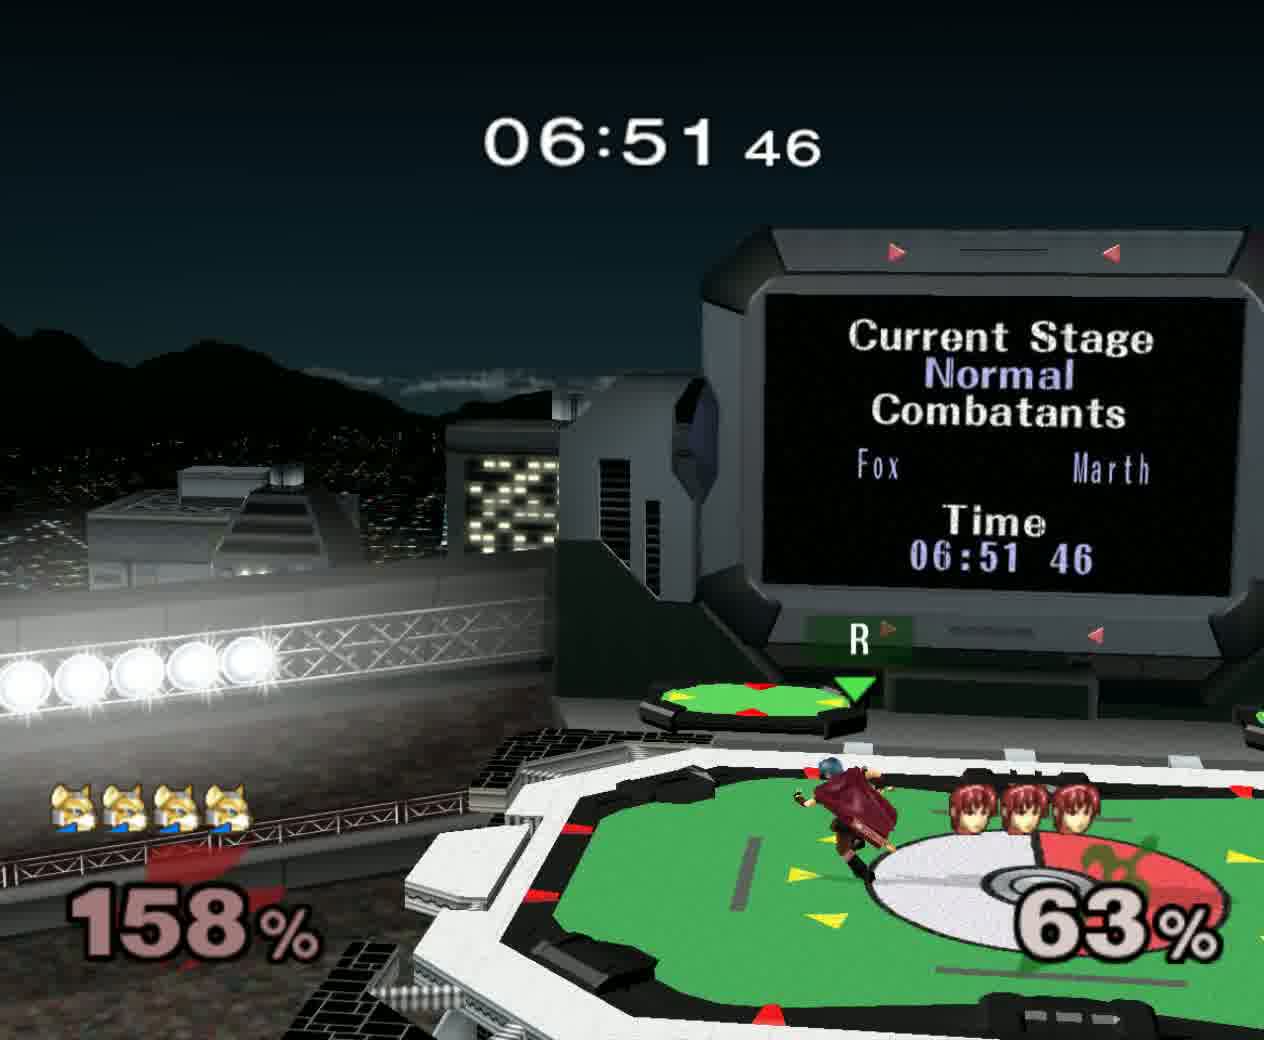 06:51 46
Current Stage
Normal
Combatants
Fox Marth
Time
06:51 46
R
158%
63%